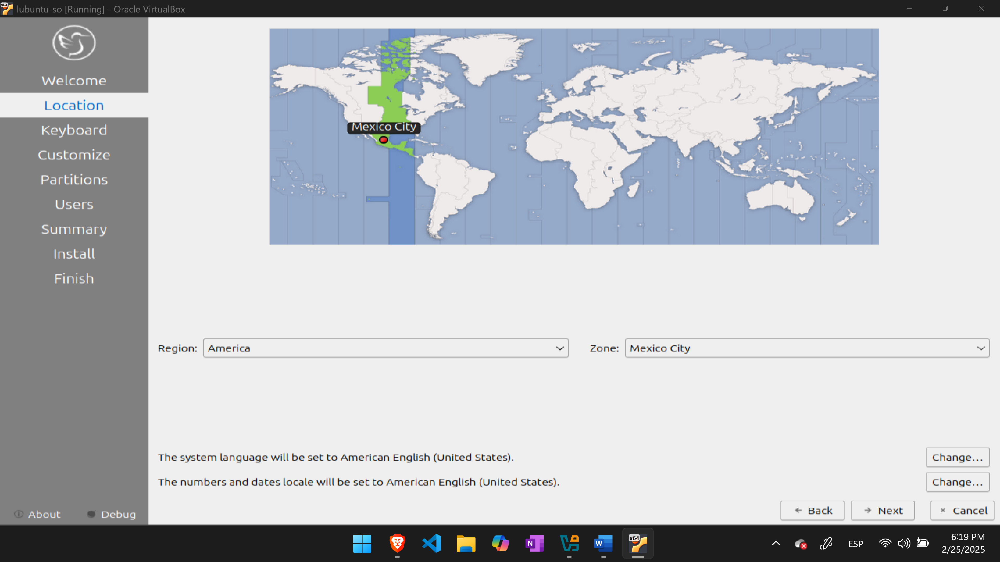 lubuntu-so [Running] - Oracle VirtualBox
Welcome
Location
Keyboard
Customize
Partitions
Users
Summary
Install
Finish
About
Debug
Mexico City
Region: America
Zone: Mexico City
The system language will be set to American English (United States).
Change...
The numbers and dates locale will be set to American English (United States).
Change...
Back
Next
Cancel
x64
N
W
x64
ESP
6:19 PM
2/25/2025